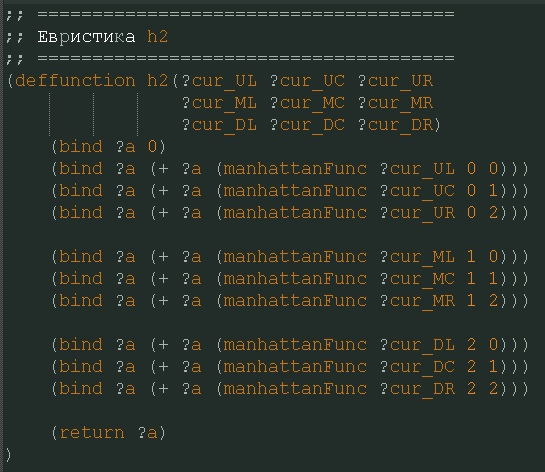 ;; ======================================
;; Евристика h2
;; ======================================
(deffunction h2(?cur_UL ?cur_UC ?cur_UR
?cur_ML ?cur_MC ?cur_MR
?cur_DL ?cur_DC ?cur_DR)
(bind ?a 0)
(bind ?a (+ ?a (manhattanFunc ?cur_UL 0 0)))
(bind ?a (+ ?a (manhattanFunc ?cur_UC 0 1)))
(bind ?a (+ ?a (manhattanFunc ?cur_UR 0 2)))
(bind ?a (+ ?a (manhattanFunc ?cur_ML 1 0)))
(bind ?a (+ ?a (manhattanFunc ?cur_MC 1 1)))
(bind ?a (+ ?a (manhattanFunc ?cur_MR 1 2)))
(bind ?a (+ ?a (manhattanFunc ?cur_DL 2 0)))
(bind ?a (+ ?a (manhattanFunc ?cur_DC 2 1)))
(bind ?a (+ ?a (manhattanFunc ?cur_DR 2 2)))
(return ?a)
)